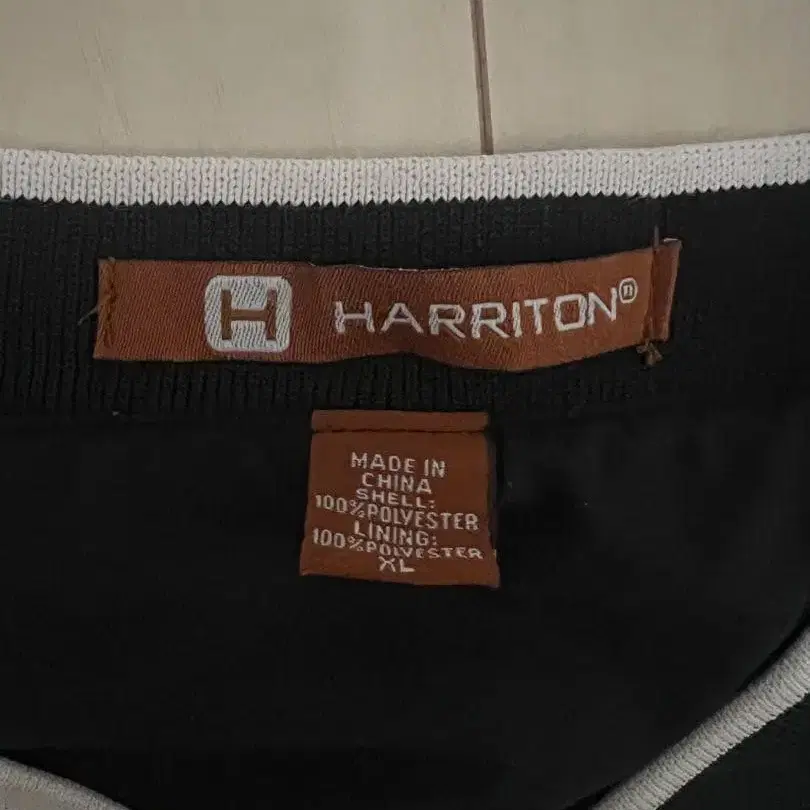 H HARRITON®
MADE IN
CHINA
SHELL:
100%POLYESTER
LINING:
100%POLYESTER
XL